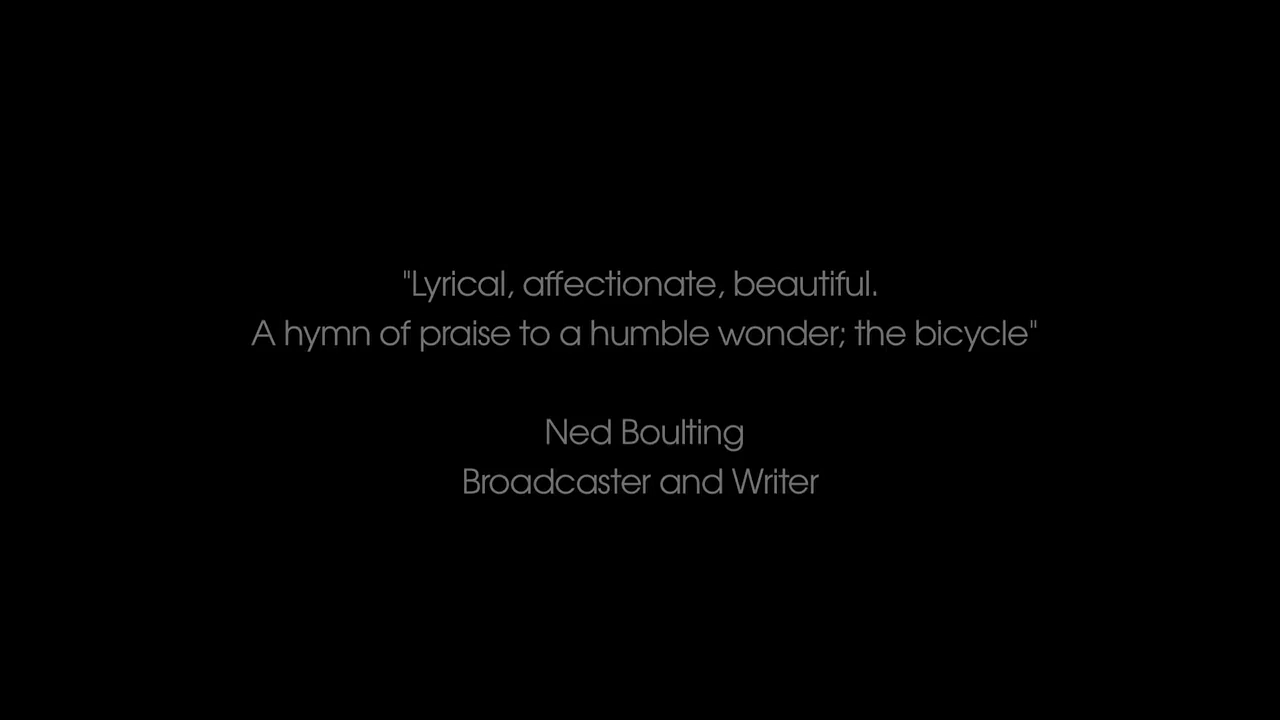 "Lyrical, affectionate, beautiful.
A hymn of praise to a humble wonder; the bicycle"
Ned Boulting
Broadcaster and Writer